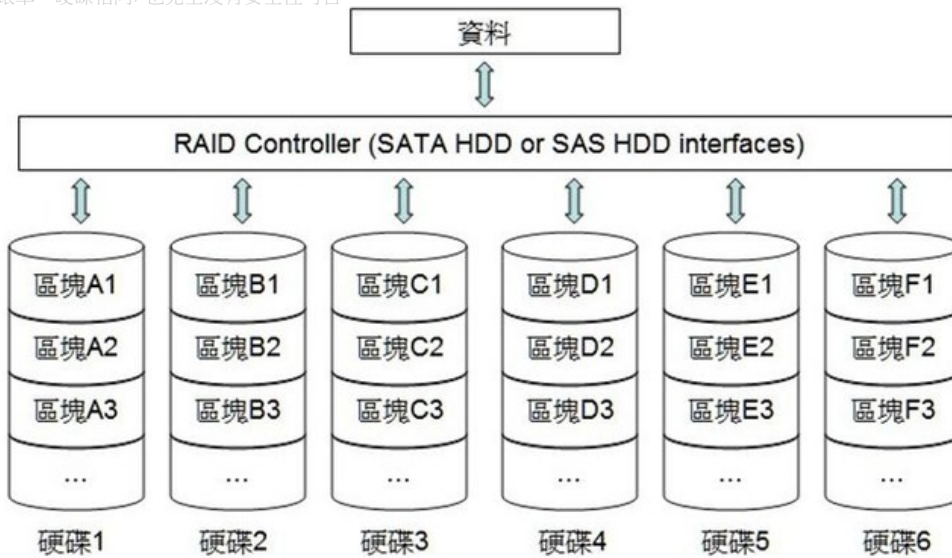 資料
RAID Controller (SATA HDD or SAS HDD interfaces)
區塊A1 區塊B1 區塊C1 區塊D1 區塊E1 區塊F1
區塊A2 區塊B2 區塊C2 區塊D2 區塊E2 區塊F2
區塊A3 區塊B3 區塊C3 區塊D3 區塊E3 區塊F3
... ... ... ... ... ...
硬碟1 硬碟2 硬碟3 硬碟4 硬碟5 硬碟6